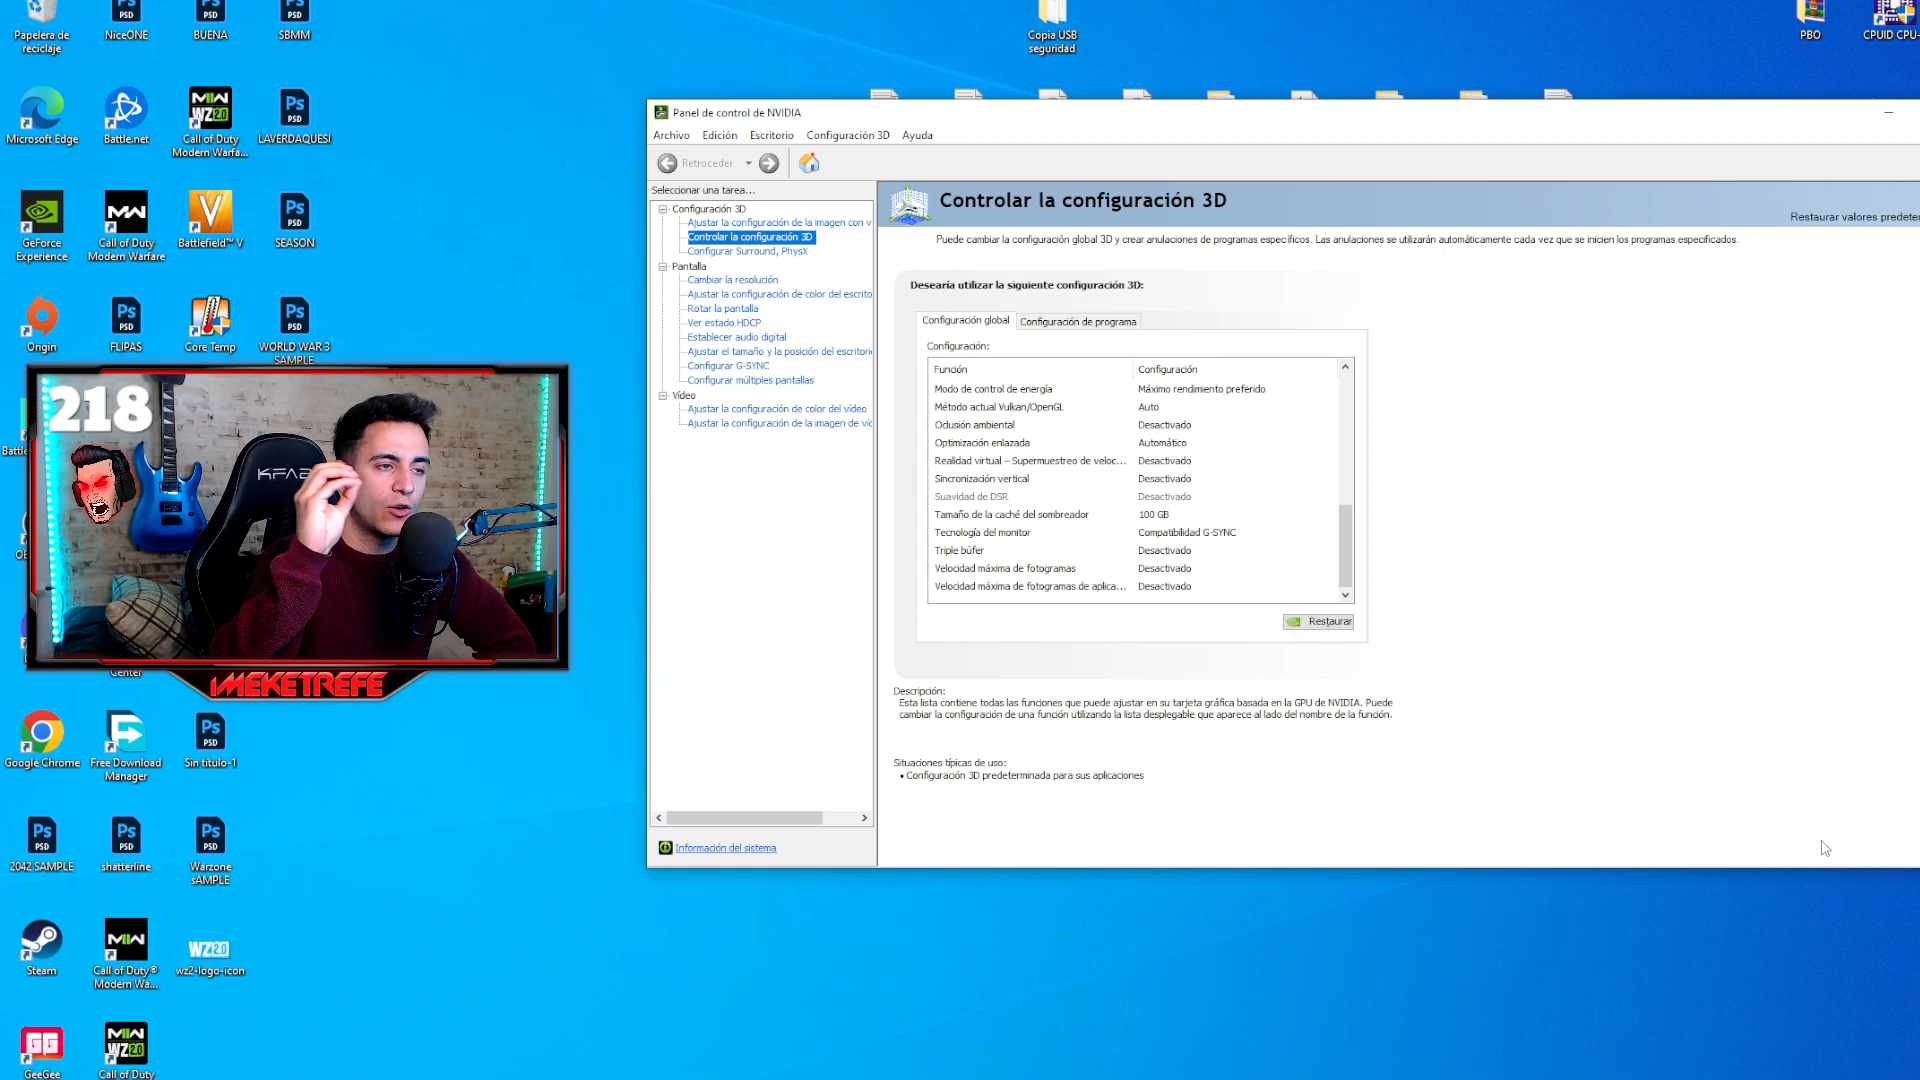 Papelera de
reciclaje
NiceONE
BUENA
SBMM
Copia USB
seguridad
PBO
CPUID CPU-
Microsoft Edge
Battle.net
Call of Duty
Modern Warfa...
LAVERDAQUESI
GeForce
Experience
Call of Duty
Modern Warfare
Battlefield™ V
SEASON
Origin
FLIPAS
Core Temp
WORLD WAR 3
SAMPLE
218
KFA2
IMEKETREFE
Center
Google Chrome
Free Download
Manager
Sin título-1
2042 SAMPLE
shatterline
Warzone
sAMPLE
Steam
Call of Duty®
Modern Wa...
WZ2.0
wz2-logo-icon
GG
GeeGee
MWII
WZ2.0
Call of Duty
Panel de control de NVIDIA
Archivo Edición Escritorio Configuración 3D Ayuda
Retroceder
Seleccionar una tarea...
Configuración 3D
Ajustar la configuración de la imagen con v
Controlar la configuración 3D
Configurar Surround, PhysX
Pantalla
Cambiar la resolución
Ajustar la configuración de color del escrito
Rotar la pantalla
Ver estado HDCP
Establecer audio digital
Ajustar el tamaño y la posición del escritorio
Configurar G-SYNC
Configurar múltiples pantallas
Vídeo
Ajustar la configuración de color del vídeo
Ajustar la configuración de la imagen de víd
Información del sistema
Controlar la configuración 3D
Restaurar valores predeter
Puede cambiar la configuración global 3D y crear anulaciones de programas específicos. Las anulaciones se utilizarán automáticamente cada vez que se inicien los programas especificados.
Desearía utilizar la siguiente configuración 3D:
Configuración global Configuración de programa
Configuración:
Función Configuración
Modo de control de energía Máximo rendimiento preferido
Método actual Vulkan/OpenGL Auto
Oclusión ambiental Desactivado
Optimización enlazada Automático
Realidad virtual – Supermuestreo de veloc... Desactivado
Sincronización vertical Desactivado
Suavidad de DSR Desactivado
Tamaño de la caché del sombreador 100 GB
Tecnología del monitor Compatibilidad G-SYNC
Triple búfer Desactivado
Velocidad máxima de fotogramas Desactivado
Velocidad máxima de fotogramas de aplica... Desactivado
Restaurar
Descripción:
Esta lista contiene todas las funciones que puede ajustar en su tarjeta gráfica basada en la GPU de NVIDIA. Puede
cambiar la configuración de una función utilizando la lista desplegable que aparece al lado del nombre de la función.
Situaciones típicas de uso:
• Configuración 3D predeterminada para sus aplicaciones